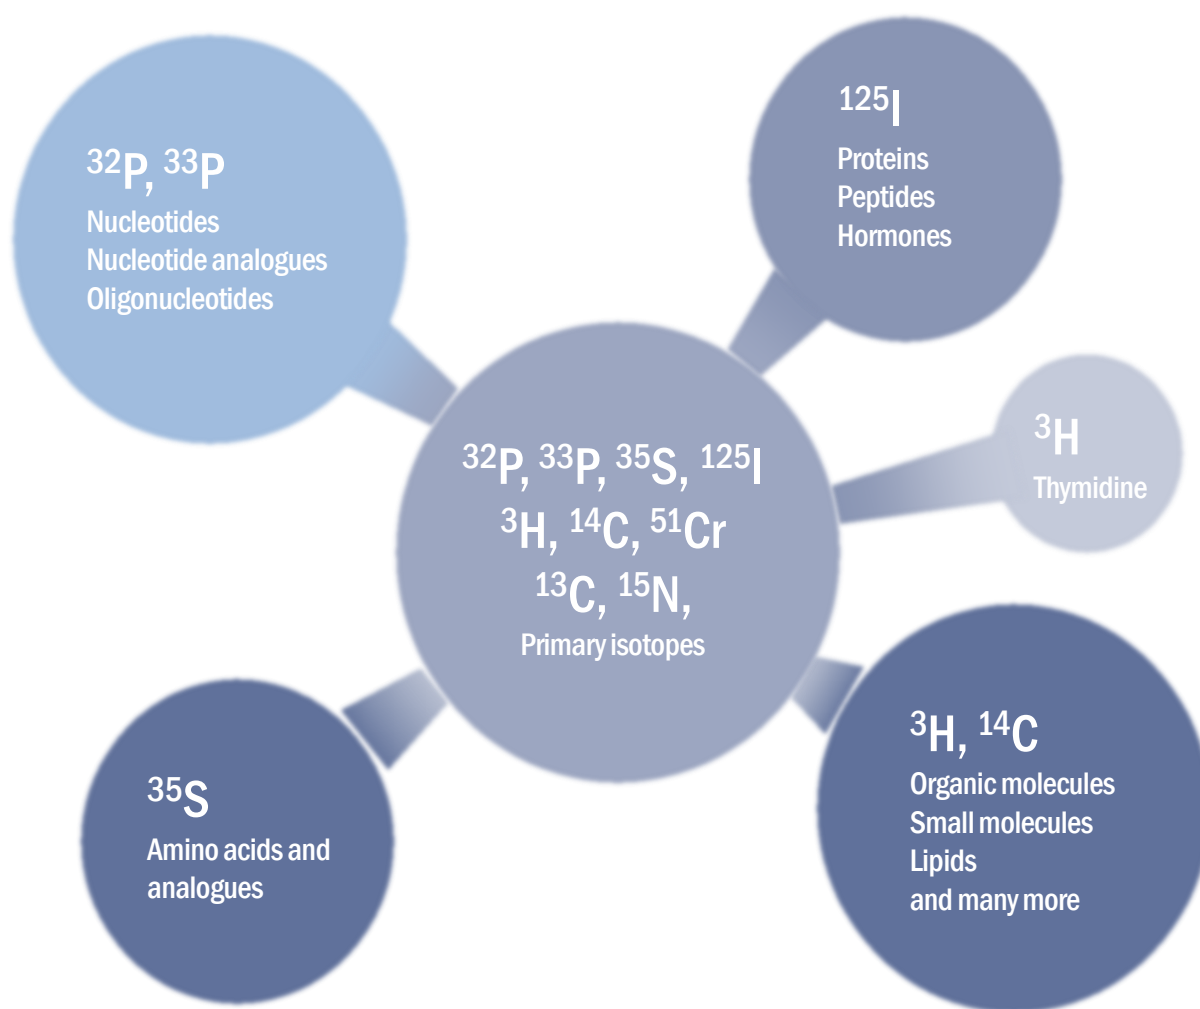 ³²P, ³³P
Nucleotides
Nucleotide analogues
Oligonucleotides
¹²⁵I
Proteins
Peptides
Hormones
³²P, ³³P, ³⁵S, ¹²⁵I
³H, ¹⁴C, ⁵¹Cr
¹³C, ¹⁵N,
Primary isotopes
³H
Thymidine
³⁵S
Amino acids and
analogues
³H, ¹⁴C
Organic molecules
Small molecules
Lipids
and many more